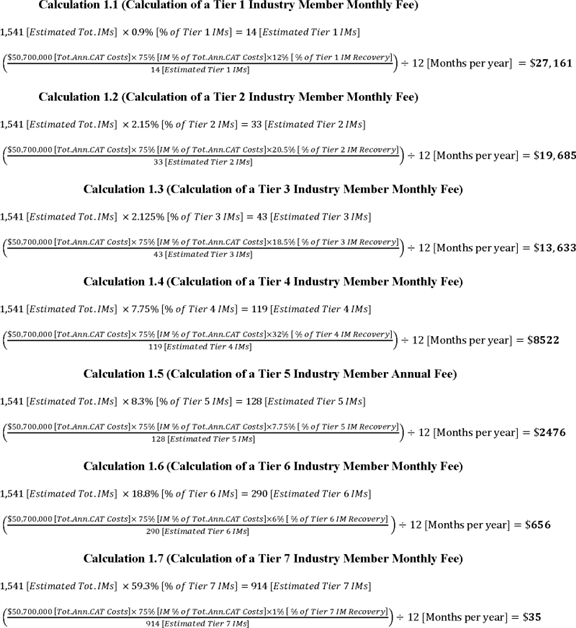 Calculation 1.1 (Calculation of a Tier 1 Industry Member Monthly Fee)
1,541 [Estimated Tot.IMs] × 0.9% [% of Tier 1 IMs] = 14 [Estimated Tier 1 IMs]
($50,700,000 [Tot.Ann.CAT Costs]× 75% [IM % of Tot.Ann.CAT Costs]×12% [ % of Tier 1 IM Recovery] / 14 [Estimated Tier 1 IMs]) ÷ 12 [Months per year] = $27,161
Calculation 1.2 (Calculation of a Tier 2 Industry Member Monthly Fee)
1,541 [Estimated Tot.IMs] × 2.15% [% of Tier 2 IMs] = 33 [Estimated Tier 2 IMs]
($50,700,000 [Tot.Ann.CAT Costs]× 75% [IM % of Tot.Ann.CAT Costs]×20.5% [ % of Tier 2 IM Recovery] / 33 [Estimated Tier 2 IMs]) ÷ 12 [Months per year] = $19,685
Calculation 1.3 (Calculation of a Tier 3 Industry Member Monthly Fee)
1,541 [Estimated Tot.IMs] × 2.125% [% of Tier 3 IMs] = 43 [Estimated Tier 3 IMs]
($50,700,000 [Tot.Ann.CAT Costs]× 75% [IM % of Tot.Ann.CAT Costs]×18.5% [ % of Tier 3 IM Recovery] / 43 [Estimated Tier 3 IMs]) ÷ 12 [Months per year] = $13,633
Calculation 1.4 (Calculation of a Tier 4 Industry Member Monthly Fee)
1,541 [Estimated Tot.IMs] × 7.75% [% of Tier 4 IMs] = 119 [Estimated Tier 4 IMs]
($50,700,000 [Tot.Ann.CAT Costs]× 75% [IM % of Tot.Ann.CAT Costs]×32% [ % of Tier 4 IM Recovery] / 119 [Estimated Tier 4 IMs]) ÷ 12 [Months per year] = $8522
Calculation 1.5 (Calculation of a Tier 5 Industry Member Annual Fee)
1,541 [Estimated Tot.IMs] × 8.3% [% of Tier 5 IMs] = 128 [Estimated Tier 5 IMs]
($50,700,000 [Tot.Ann.CAT Costs]× 75% [IM % of Tot.Ann.CAT Costs]×7.75% [ % of Tier 5 IM Recovery] / 128 [Estimated Tier 5 IMs]) ÷ 12 [Months per year] = $2476
Calculation 1.6 (Calculation of a Tier 6 Industry Member Monthly Fee)
1,541 [Estimated Tot.IMs] × 18.8% [% of Tier 6 IMs] = 290 [Estimated Tier 6 IMs]
($50,700,000 [Tot.Ann.CAT Costs]× 75% [IM % of Tot.Ann.CAT Costs]×6% [ % of Tier 6 IM Recovery] / 290 [Estimated Tier 6 IMs]) ÷ 12 [Months per year] = $656
Calculation 1.7 (Calculation of a Tier 7 Industry Member Monthly Fee)
1,541 [Estimated Tot.IMs] × 59.3% [% of Tier 7 IMs] = 914 [Estimated Tier 7 IMs]
($50,700,000 [Tot.Ann.CAT Costs]× 75% [IM % of Tot.Ann.CAT Costs]×1% [ % of Tier 7 IM Recovery] / 914 [Estimated Tier 7 IMs]) ÷ 12 [Months per year] = $35